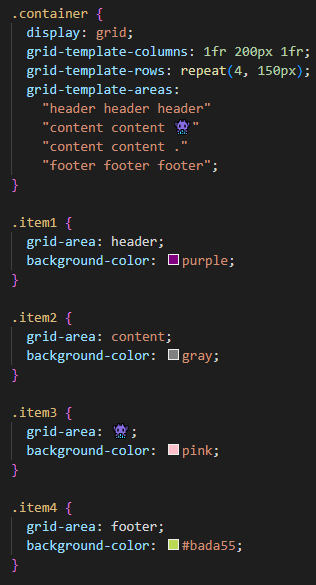 .container {
display: grid;
grid-template-columns: 1fr 200px 1fr;
grid-template-rows: repeat(4, 150px);
grid-template-areas:
"header header header"
"content content 👾"
"content content ."
"footer footer footer";
}
.item1 {
grid-area: header;
background-color: purple;
}
.item2 {
grid-area: content;
background-color: gray;
}
.item3 {
grid-area: 👾;
background-color: pink;
}
.item4 {
grid-area: footer;
background-color: #bada55;
}